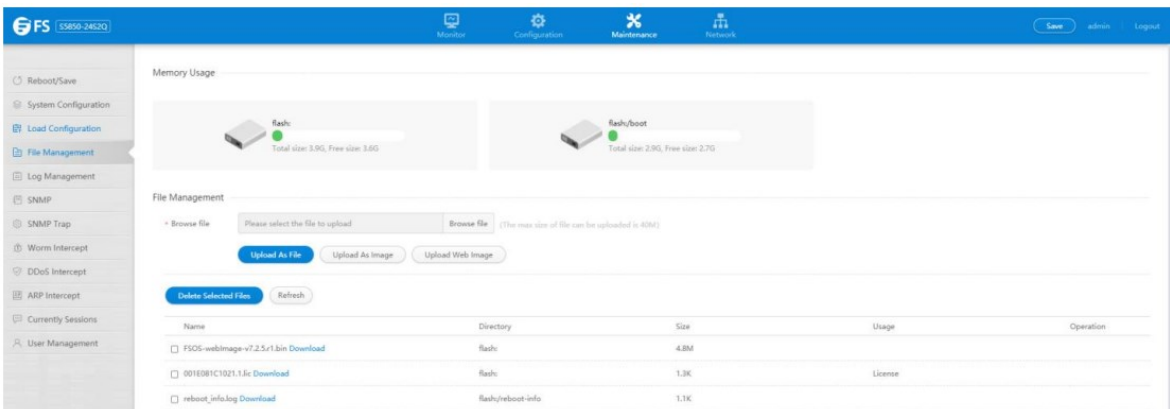 FS S5850-24S2Q Monitor Configuration Maintenance Network Save admin Logout
Reboot/Save
System Configuration
Load Configuration
File Management
Log Management
SNMP
SNMP Trap
Worm Intercept
DDoS Intercept
ARP Intercept
Currently Sessions
User Management
Memory Usage
flash:
Total size: 3.9G, Free size: 3.6G
flash:/boot
Total size: 2.9G, Free size: 2.7G
File Management
* Browse file Please select the file to upload Browse file (The max size of file can be uploaded is 40M)
Upload As File Upload As Image Upload Web Image
Delete Selected Files Refresh
Name Directory Size Usage Operation
FSOS-webImage-v7.2.5.r1.bin Download flash: 4.8M
001E081C1021.1.lic Download flash: 1.3K License
reboot_info.log Download flash:/reboot-info 1.1K